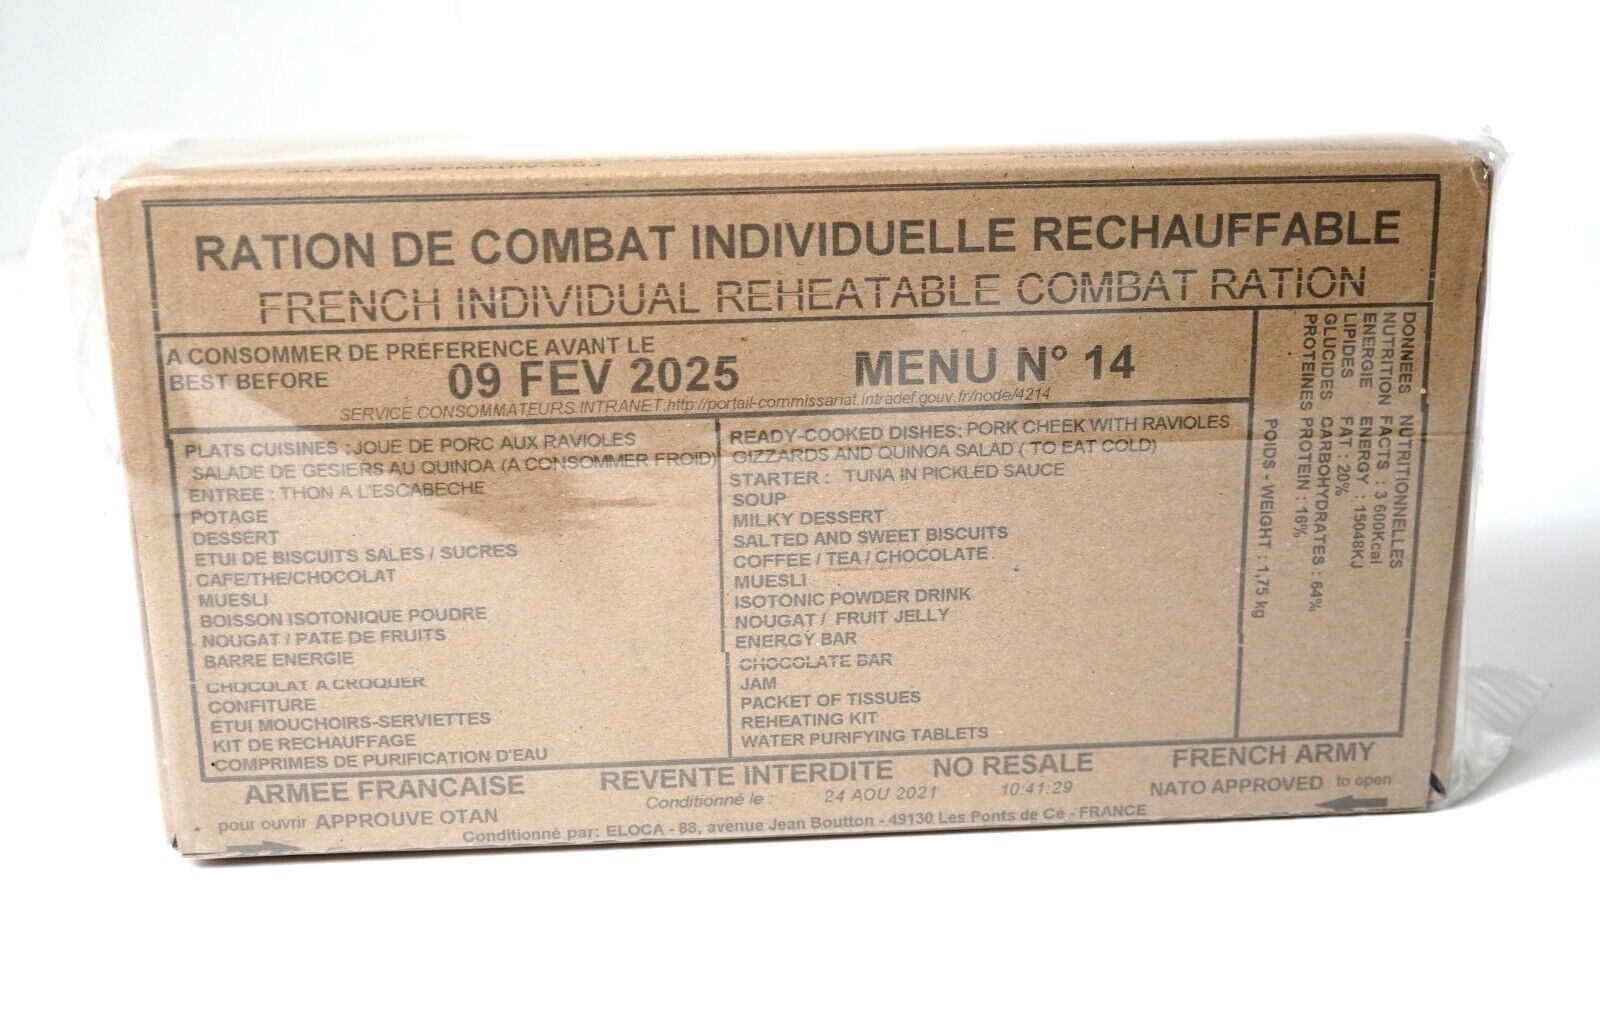 RATION DE COMBAT INDIVIDUELLE RECHAUFFABLE
FRENCH INDIVIDUAL REHEATABLE COMBAT RATION
A CONSOMMER DE PREFERENCE AVANT LE
BEST BEFORE
09 FEV 2025
MENU N° 14
SERVICE CONSOMMATEURS INTRANET:http://portail-commissariat.intradef.gouv.fr/node/4214
PLATS CUISINES : JOUE DE PORC AUX RAVIOLES
SALADE DE GESIERS AU QUINOA (A CONSOMMER FROID)
ENTREE : THON A L'ESCABECHE
POTAGE
DESSERT
ETUI DE BISCUITS SALES / SUCRES
CAFE/THE/CHOCOLAT
MUESLI
BOISSON ISOTONIQUE POUDRE
NOUGAT / PATE DE FRUITS
BARRE ENERGIE
CHOCOLAT A CROQUER
CONFITURE
ETUI MOUCHOIRS-SERVIETTES
KIT DE RECHAUFFAGE
COMPRIMES DE PURIFICATION D'EAU
READY-COOKED DISHES: PORK CHEEK WITH RAVIOLES
GIZZARDS AND QUINOA SALAD ( TO EAT COLD)
STARTER : TUNA IN PICKLED SAUCE
SOUP
MILKY DESSERT
SALTED AND SWEET BISCUITS
COFFEE / TEA / CHOCOLATE
MUESLI
ISOTONIC POWDER DRINK
NOUGAT / FRUIT JELLY
ENERGY BAR
CHOCOLATE BAR
JAM
PACKET OF TISSUES
REHEATING KIT
WATER PURIFYING TABLETS
DONNEES NUTRITIONNELLES
NUTRITION FACTS : 3 600Kcal
ENERGIE ENERGY : 15048KJ
LIPIDES FAT : 20%
GLUCIDES CARBOHYDRATES : 64%
PROTEINES PROTEIN : 16%
POIDS - WEIGHT : 1,75 kg
ARMEE FRANCAISE
REVENTE INTERDITE NO RESALE
FRENCH ARMY
Conditionné le : 24 AOU 2021 10:41:29
NATO APPROVED to open
pour ouvrir APPROUVE OTAN
Conditionné par: ELOCA - 88, avenue Jean Boutton - 49130 Les Ponts de Cé - FRANCE